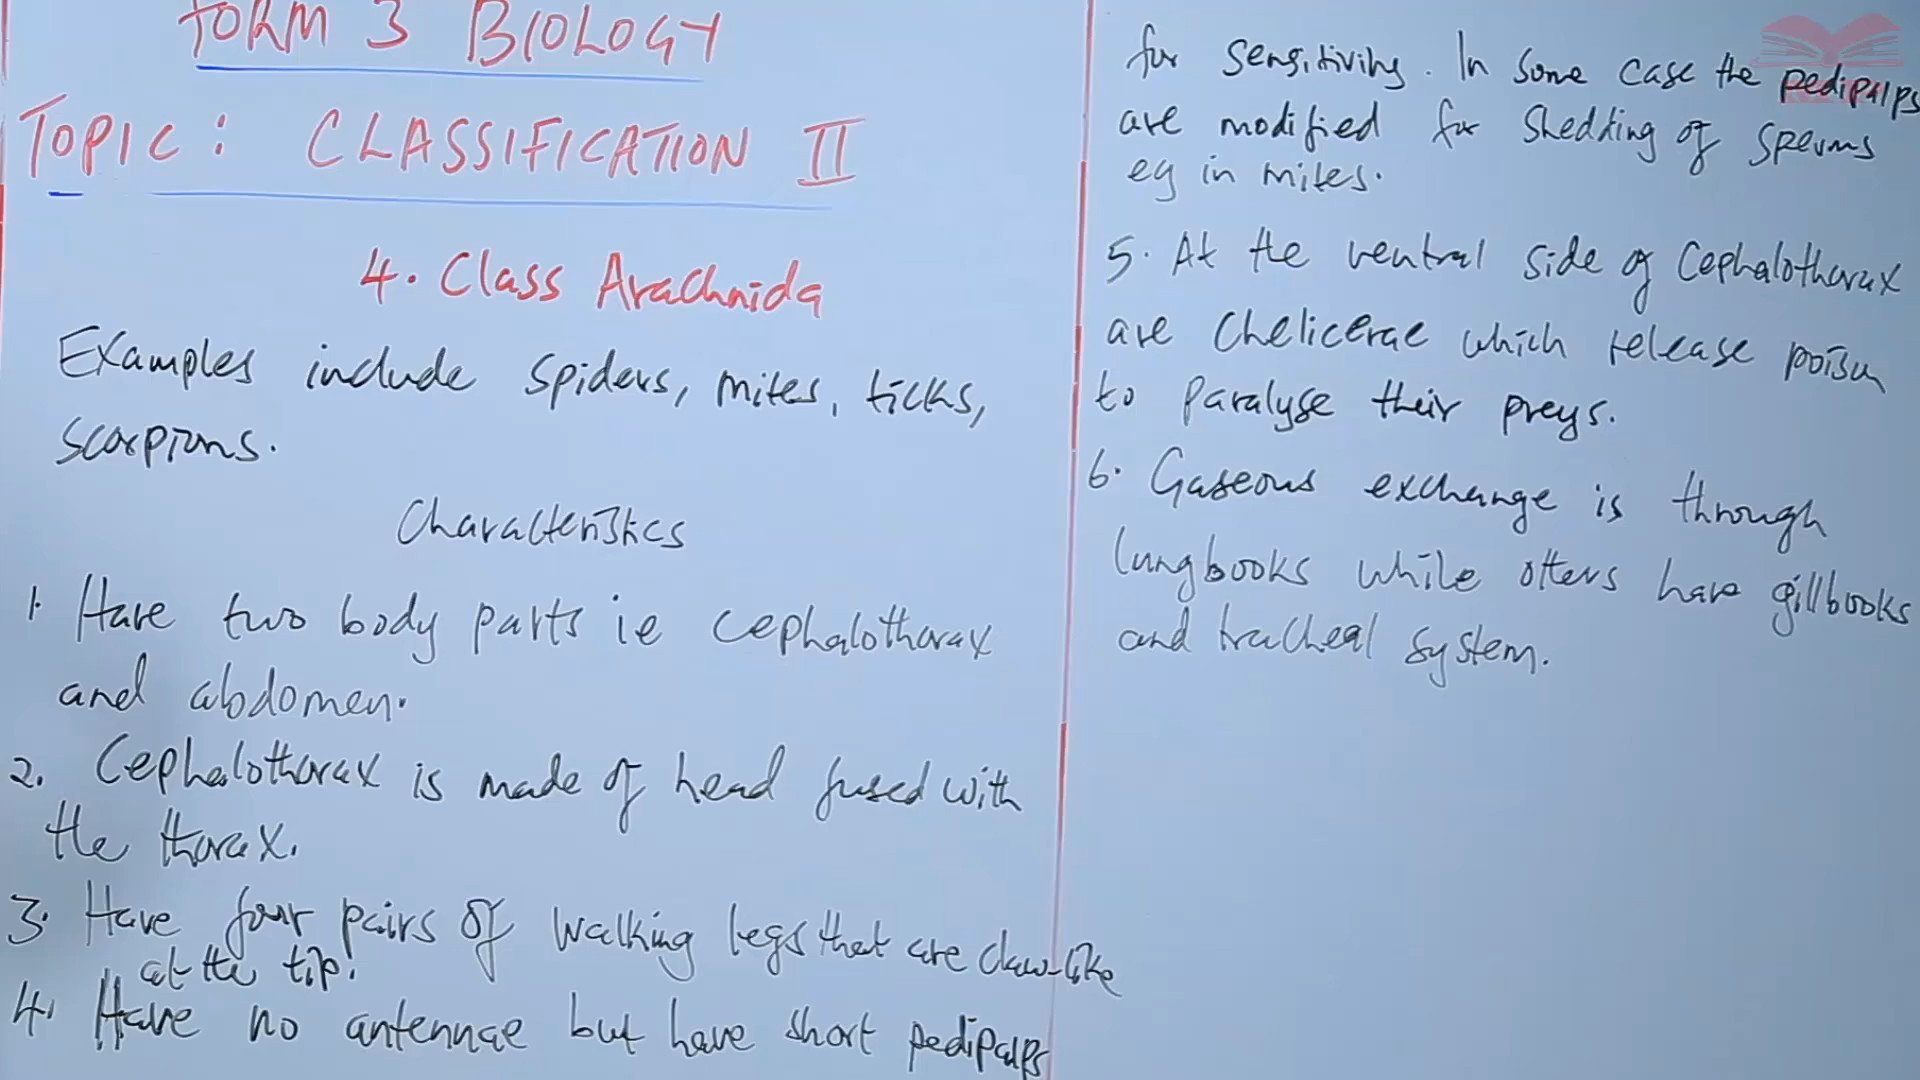 FORM 3 BIOLOGY
TOPIC: CLASSIFICATION II
4. Class Arachnida
Examples include spiders, mites, ticks,
scorpions.
Characteristics
1. Have two body parts ie cephalothorax
and abdomen.
2. Cephalothorax is made of head fused with
the thorax.
3. Have four pairs of walking legs that are claw-like
at the tip.
4. Have no antennae but have short pedipalps
for sensitivity. In some case the pedipalps
are modified for shedding of sperms
eg in mites.
5. At the ventral side of cephalothorax
are chelicerae which release poison
to paralyse their preys.
6. Gaseous exchange is through
lungbooks while others have gillbooks
and tracheal system.